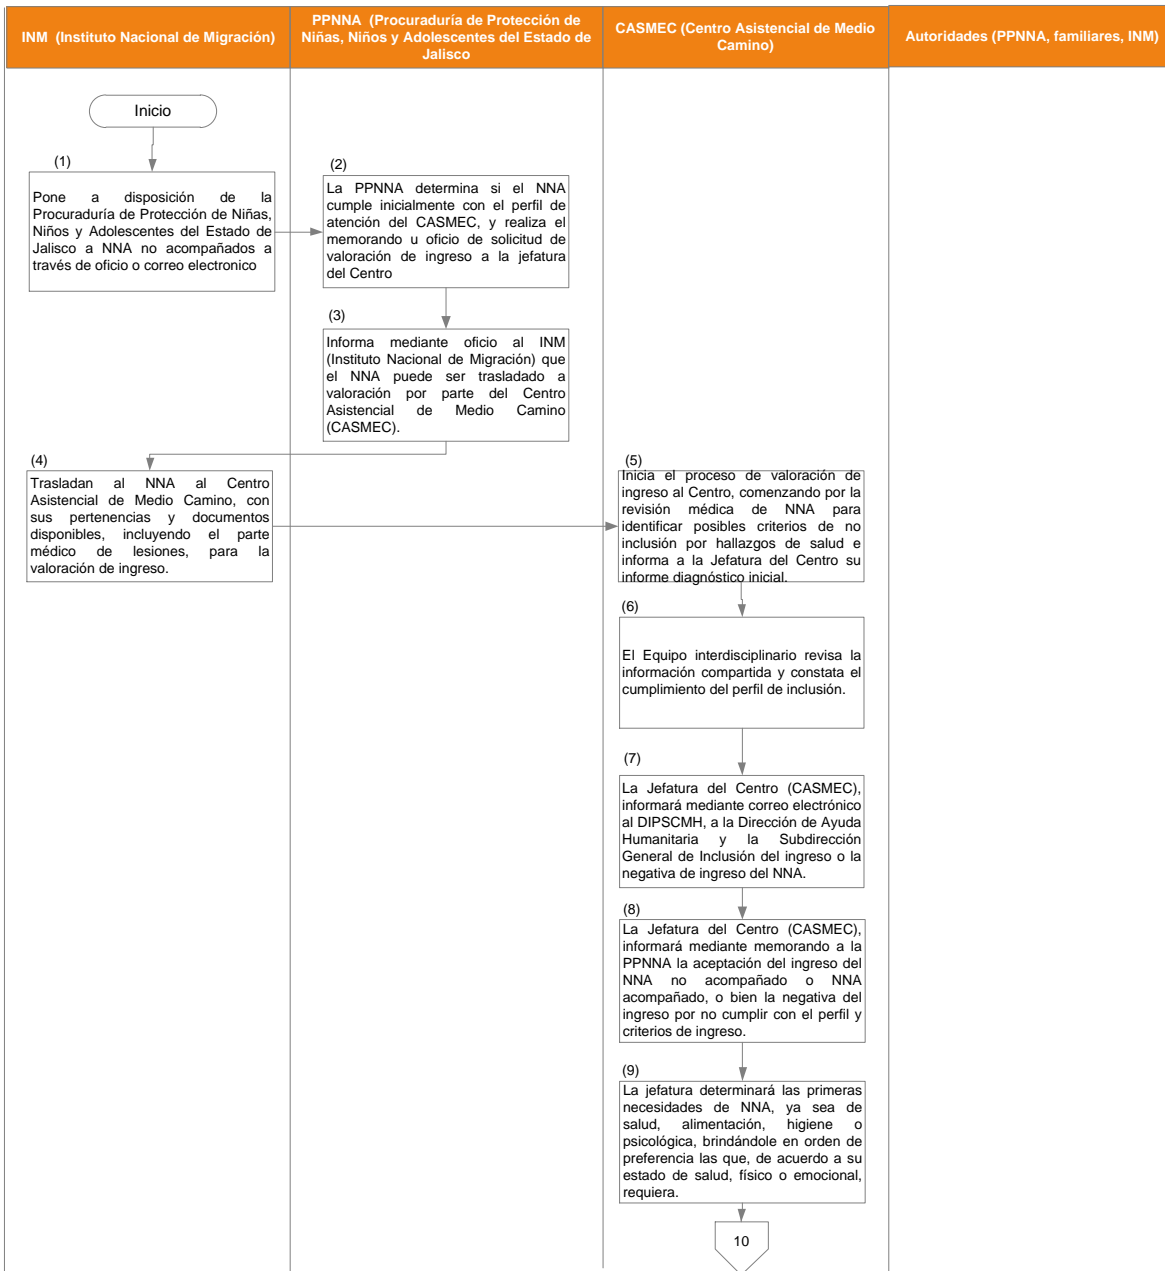 INM (Instituto Nacional de Migración)
PPNNA (Procuraduría de Protección de
Niñas, Niños y Adolescentes del Estado de
Jalisco
CASMEC (Centro Asistencial de Medio
Camino)
Autoridades (PPNNA, familiares, INM)
Inicio
(1)
Pone a disposición de la
Procuraduría de Protección de Niñas,
Niños y Adolescentes del Estado de
Jalisco a NNA no acompañados a
través de oficio o correo electronico
(2)
La PPNNA determina si el NNA
cumple inicialmente con el perfil de
atención del CASMEC, y realiza el
memorando u oficio de solicitud de
valoración de ingreso a la jefatura
del Centro
(3)
Informa mediante oficio al INM
(Instituto Nacional de Migración) que
el NNA puede ser trasladado a
valoración por parte del Centro
Asistencial de Medio Camino
(CASMEC).
(4)
Trasladan al NNA al Centro
Asistencial de Medio Camino, con
sus pertenencias y documentos
disponibles, incluyendo el parte
médico de lesiones, para la
valoración de ingreso.
(5)
Inicia el proceso de valoración de
ingreso al Centro, comenzando por la
revisión médica de NNA para
identificar posibles criterios de no
inclusión por hallazgos de salud e
informa a la Jefatura del Centro su
informe diagnóstico inicial.
(6)
El Equipo interdisciplinario revisa la
información compartida y constata el
cumplimiento del perfil de inclusión.
(7)
La Jefatura del Centro (CASMEC),
informará mediante correo electrónico
al DIPSCMH, a la Dirección de Ayuda
Humanitaria y la Subdirección
General de Inclusión del ingreso o la
negativa de ingreso del NNA.
(8)
La Jefatura del Centro (CASMEC),
informará mediante memorando a la
PPNNA la aceptación del ingreso del
NNA no acompañado o NNA
acompañado, o bien la negativa del
ingreso por no cumplir con el perfil y
criterios de ingreso.
(9)
La jefatura determinará las primeras
necesidades de NNA, ya sea de
salud, alimentación, higiene o
psicológica, brindándole en orden de
preferencia las que, de acuerdo a su
estado de salud, físico o emocional,
requiera.
10